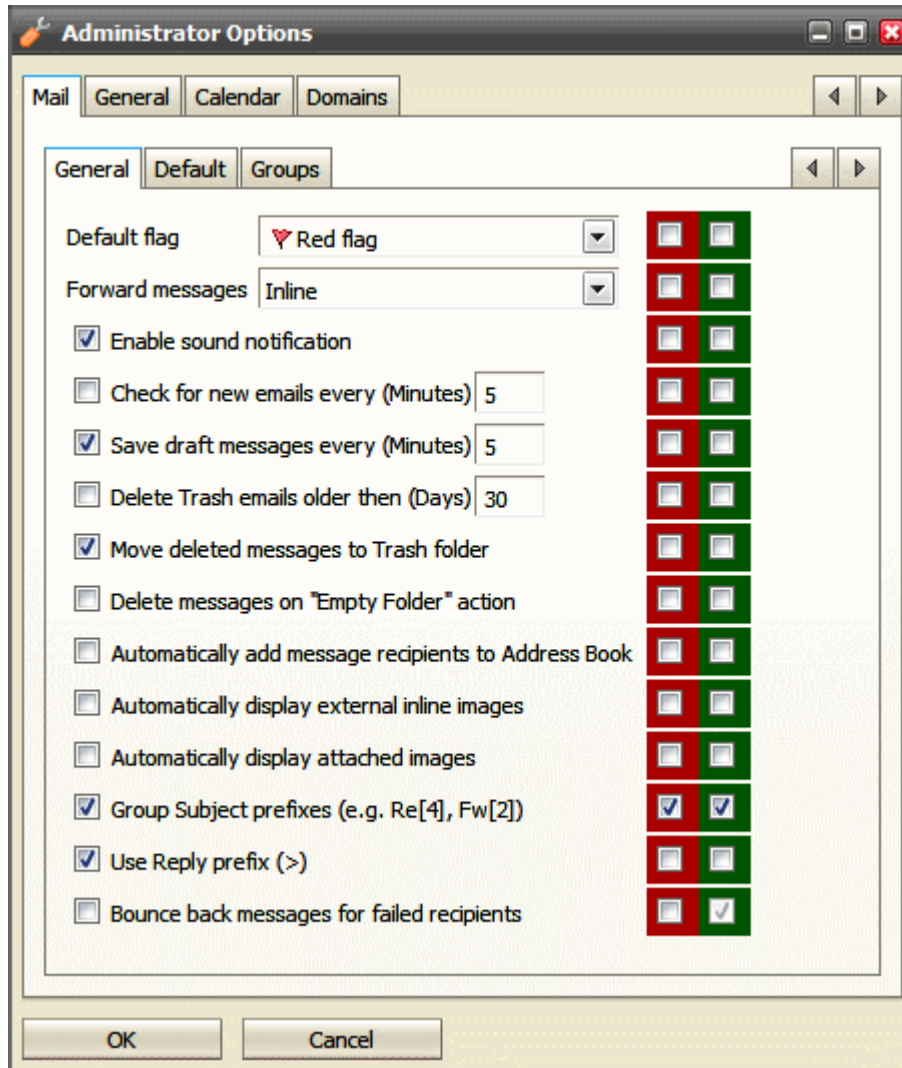 Administrator Options
Mail General Calendar Domains
General Default Groups
Default flag Red flag
Forward messages Inline
Enable sound notification
Check for new emails every (Minutes) 5
Save draft messages every (Minutes) 5
Delete Trash emails older then (Days) 30
Move deleted messages to Trash folder
Delete messages on "Empty Folder" action
Automatically add message recipients to Address Book
Automatically display external inline images
Automatically display attached images
Group Subject prefixes (e.g. Re[4], Fw[2])
Use Reply prefix (>)
Bounce back messages for failed recipients
OK Cancel